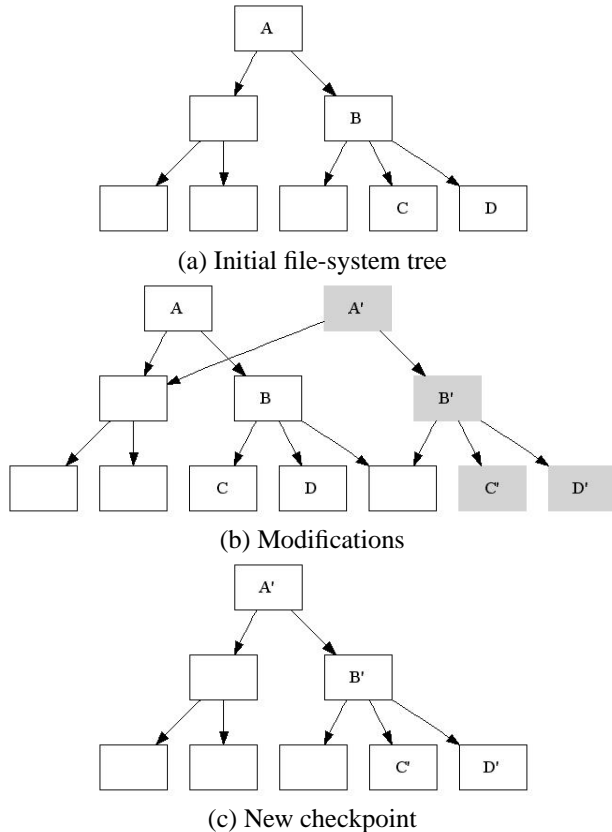 A
B
C D
(a) Initial file-system tree
A A'
B B'
C D C' D'
(b) Modifications
A'
B'
C' D'
(c) New checkpoint